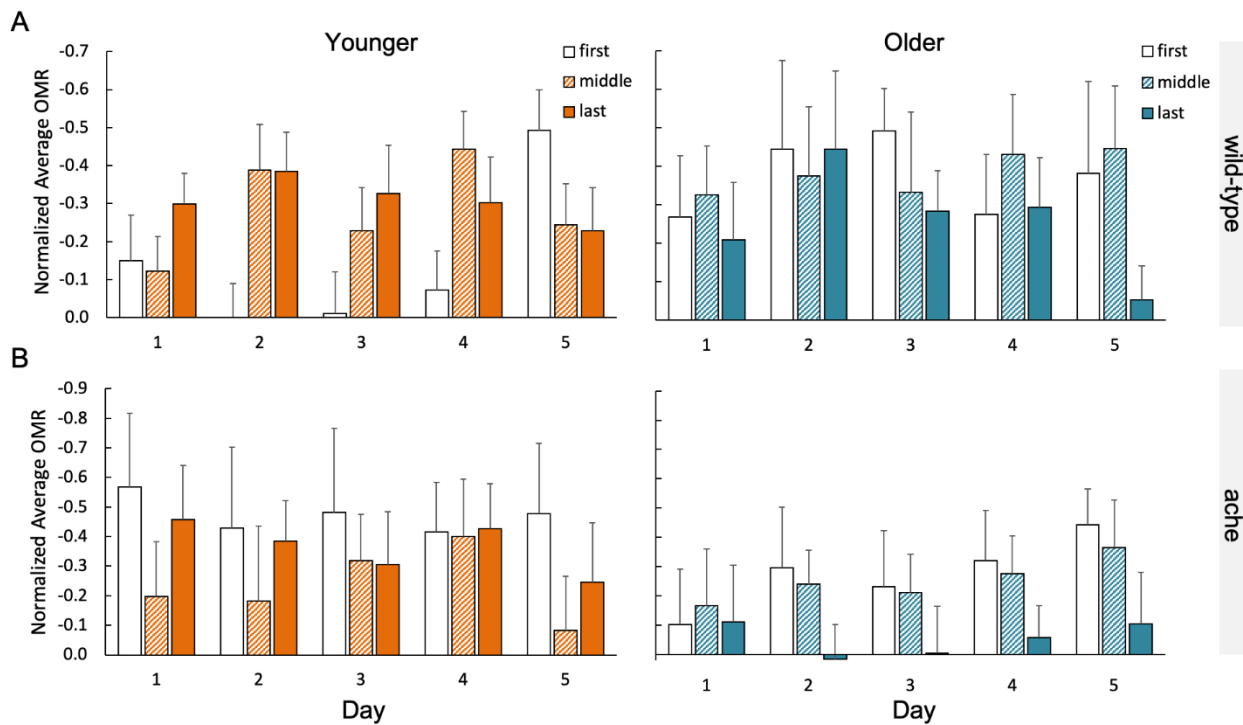 A
Younger
Older
Normalized Average OMR
-0.7
-0.6
-0.5
-0.4
-0.3
-0.2
-0.1
0.0
first
middle
last
1 2 3 4 5
first
middle
last
1 2 3 4 5
wild-type
B
Normalized Average OMR
-0.9
-0.8
-0.7
-0.6
-0.5
-0.4
-0.3
-0.2
-0.1
0.0
1 2 3 4 5
Day
1 2 3 4 5
Day
ache